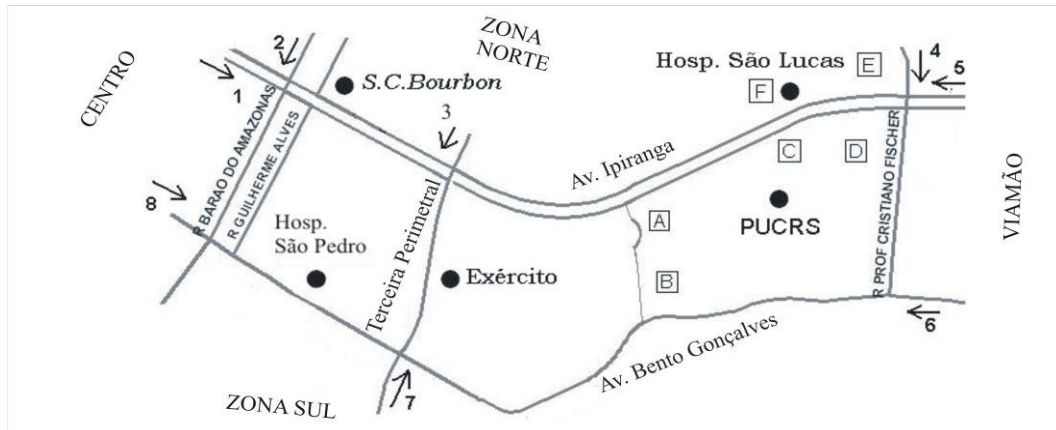 ZONA
NORTE
CENTRO
2
1
S.C.Bourbon
3
Hosp. São Lucas
E
F
4
5
R BARAO DO AMAZONAS
R GUILHERME ALVES
Av. Ipiranga
C
D
R PROF CRISTIANO FISCHER
VIAMÃO
8
Hosp.
São Pedro
Terceira Perimetral
Exército
A
B
PUCRS
Av. Bento Gonçalves
6
ZONA SUL
7